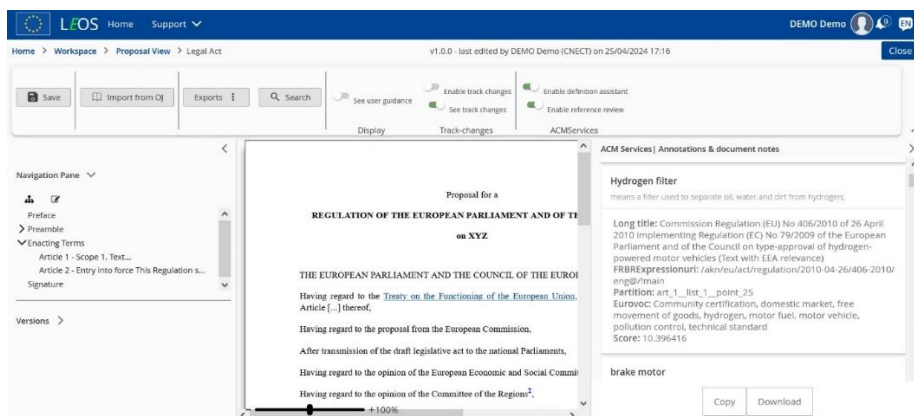 LEOS Home Support DEMO Demo 9 EN
Home > Workspace > Proposal View > Legal Act v1.0.0 - last edited by DEMO Demo (CNECT) on 25/04/2024 17:16 Close
Save Import from OJ Exports Search
See user guidance
Enable track changes
See track changes
Enable definition assistant
Enable reference review
Display Track-changes ACMServices
Navigation Pane
Preface
Preamble
Enacting Terms
Article 1 - Scope 1. Text...
Article 2 - Entry into force This Regulation s...
Signature
Versions
Proposal for a
REGULATION OF THE EUROPEAN PARLIAMENT AND OF TH
on XYZ
THE EUROPEAN PARLIAMENT AND THE COUNCIL OF THE EUROP
Having regard to the Treaty on the Functioning of the European Union,
Article [...] thereof,
Having regard to the proposal from the European Commission,
After transmission of the draft legislative act to the national Parliaments,
Having regard to the opinion of the European Economic and Social Commit
Having regard to the opinion of the Committee of the Regions²,
+100%
ACM Services| Annotations & document notes
Hydrogen filter
means a filter used to separate oil, water and dirt from hydrogen;
Long title: Commission Regulation (EU) No 406/2010 of 26 April
2010 implementing Regulation (EC) No 79/2009 of the European
Parliament and of the Council on type-approval of hydrogen-
powered motor vehicles (Text with EEA relevance)
FRBRExpressionuri: /akn/eu/act/regulation/2010-04-26/406-2010/
eng@/!main
Partition: art_1__list_1__point_25
Eurovoc: Community certification, domestic market, free
movement of goods, hydrogen, motor fuel, motor vehicle,
pollution control, technical standard
Score: 10.396416
brake motor
Copy Download